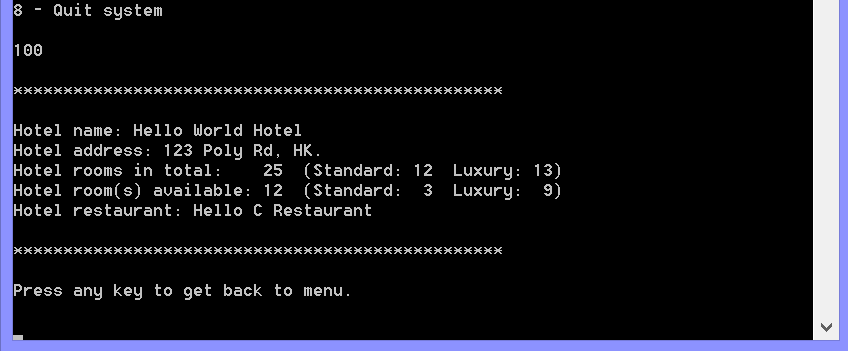 8 - Quit system
100
*************************************************
Hotel name: Hello World Hotel
Hotel address: 123 Poly Rd, HK.
Hotel rooms in total:    25  (Standard: 12  Luxury: 13)
Hotel room(s) available: 12  (Standard:  3  Luxury:  9)
Hotel restaurant: Hello C Restaurant
*************************************************
Press any key to get back to menu.